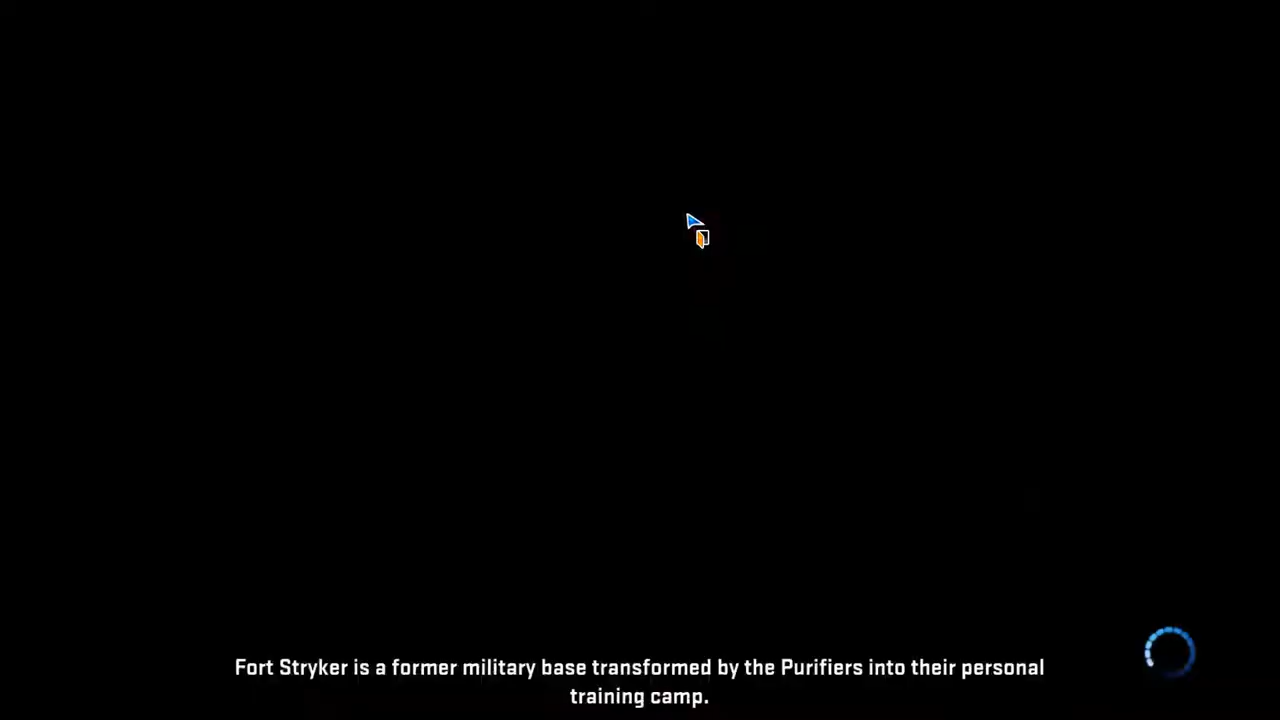 Fort Stryker is a former military base transformed by the Purifiers into their personal
training camp.